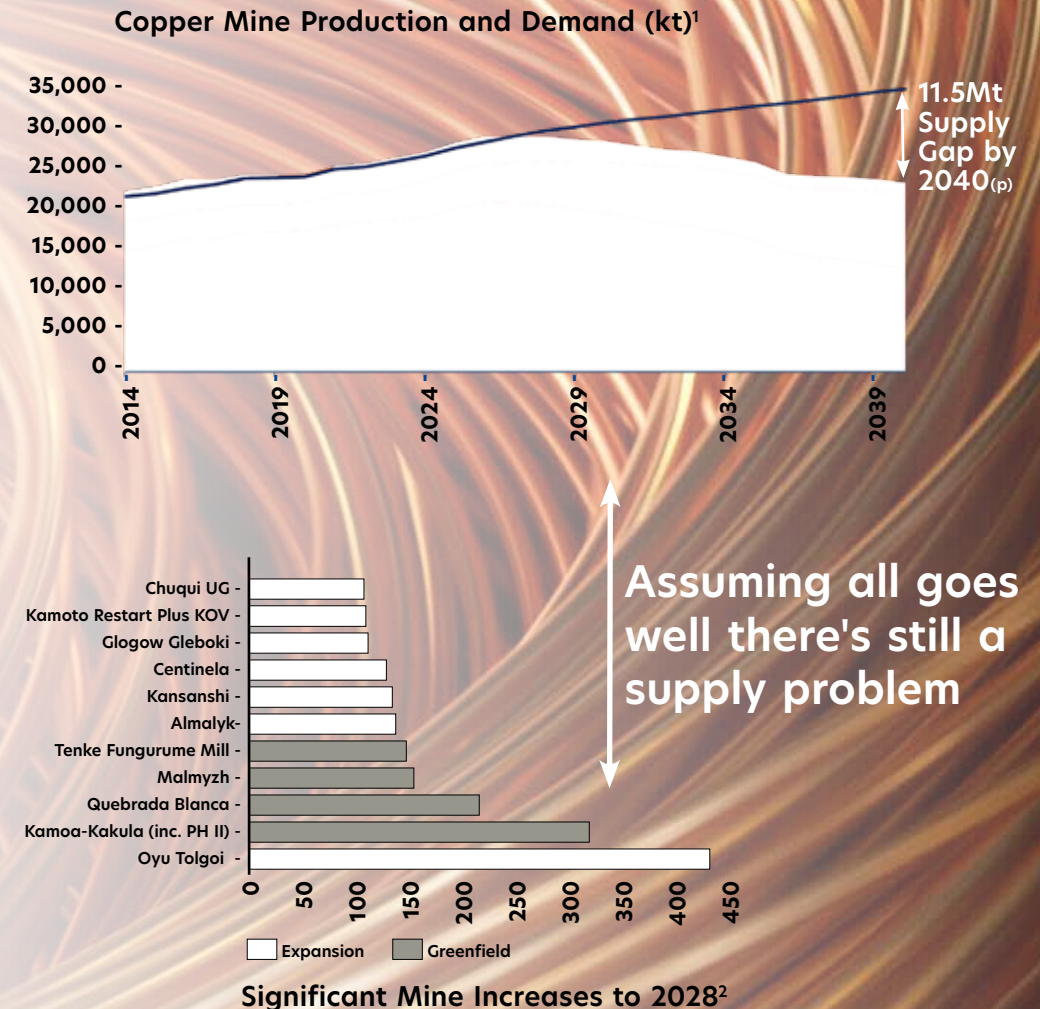 Copper Mine Production and Demand (kt)¹
35,000 -
30,000 -
25,000 -
20,000 -
15,000 -
10,000 -
5,000 -
0 -
11.5Mt
Supply
Gap by
2040(p)
2014
2019
2024
2029
2034
2039
Assuming all goes
well there's still a
supply problem
Chuqui UG -
Kamoto Restart Plus KOV -
Glogow Gleboki -
Centinela -
Kansanshi -
Almalyk-
Tenke Fungurume Mill -
Malmyzh -
Quebrada Blanca -
Kamoa-Kakula (inc. PH II) -
Oyu Tolgoi -
0
50
100
150
200
250
300
350
400
450
Expansion
Greenfield
Significant Mine Increases to 2028²